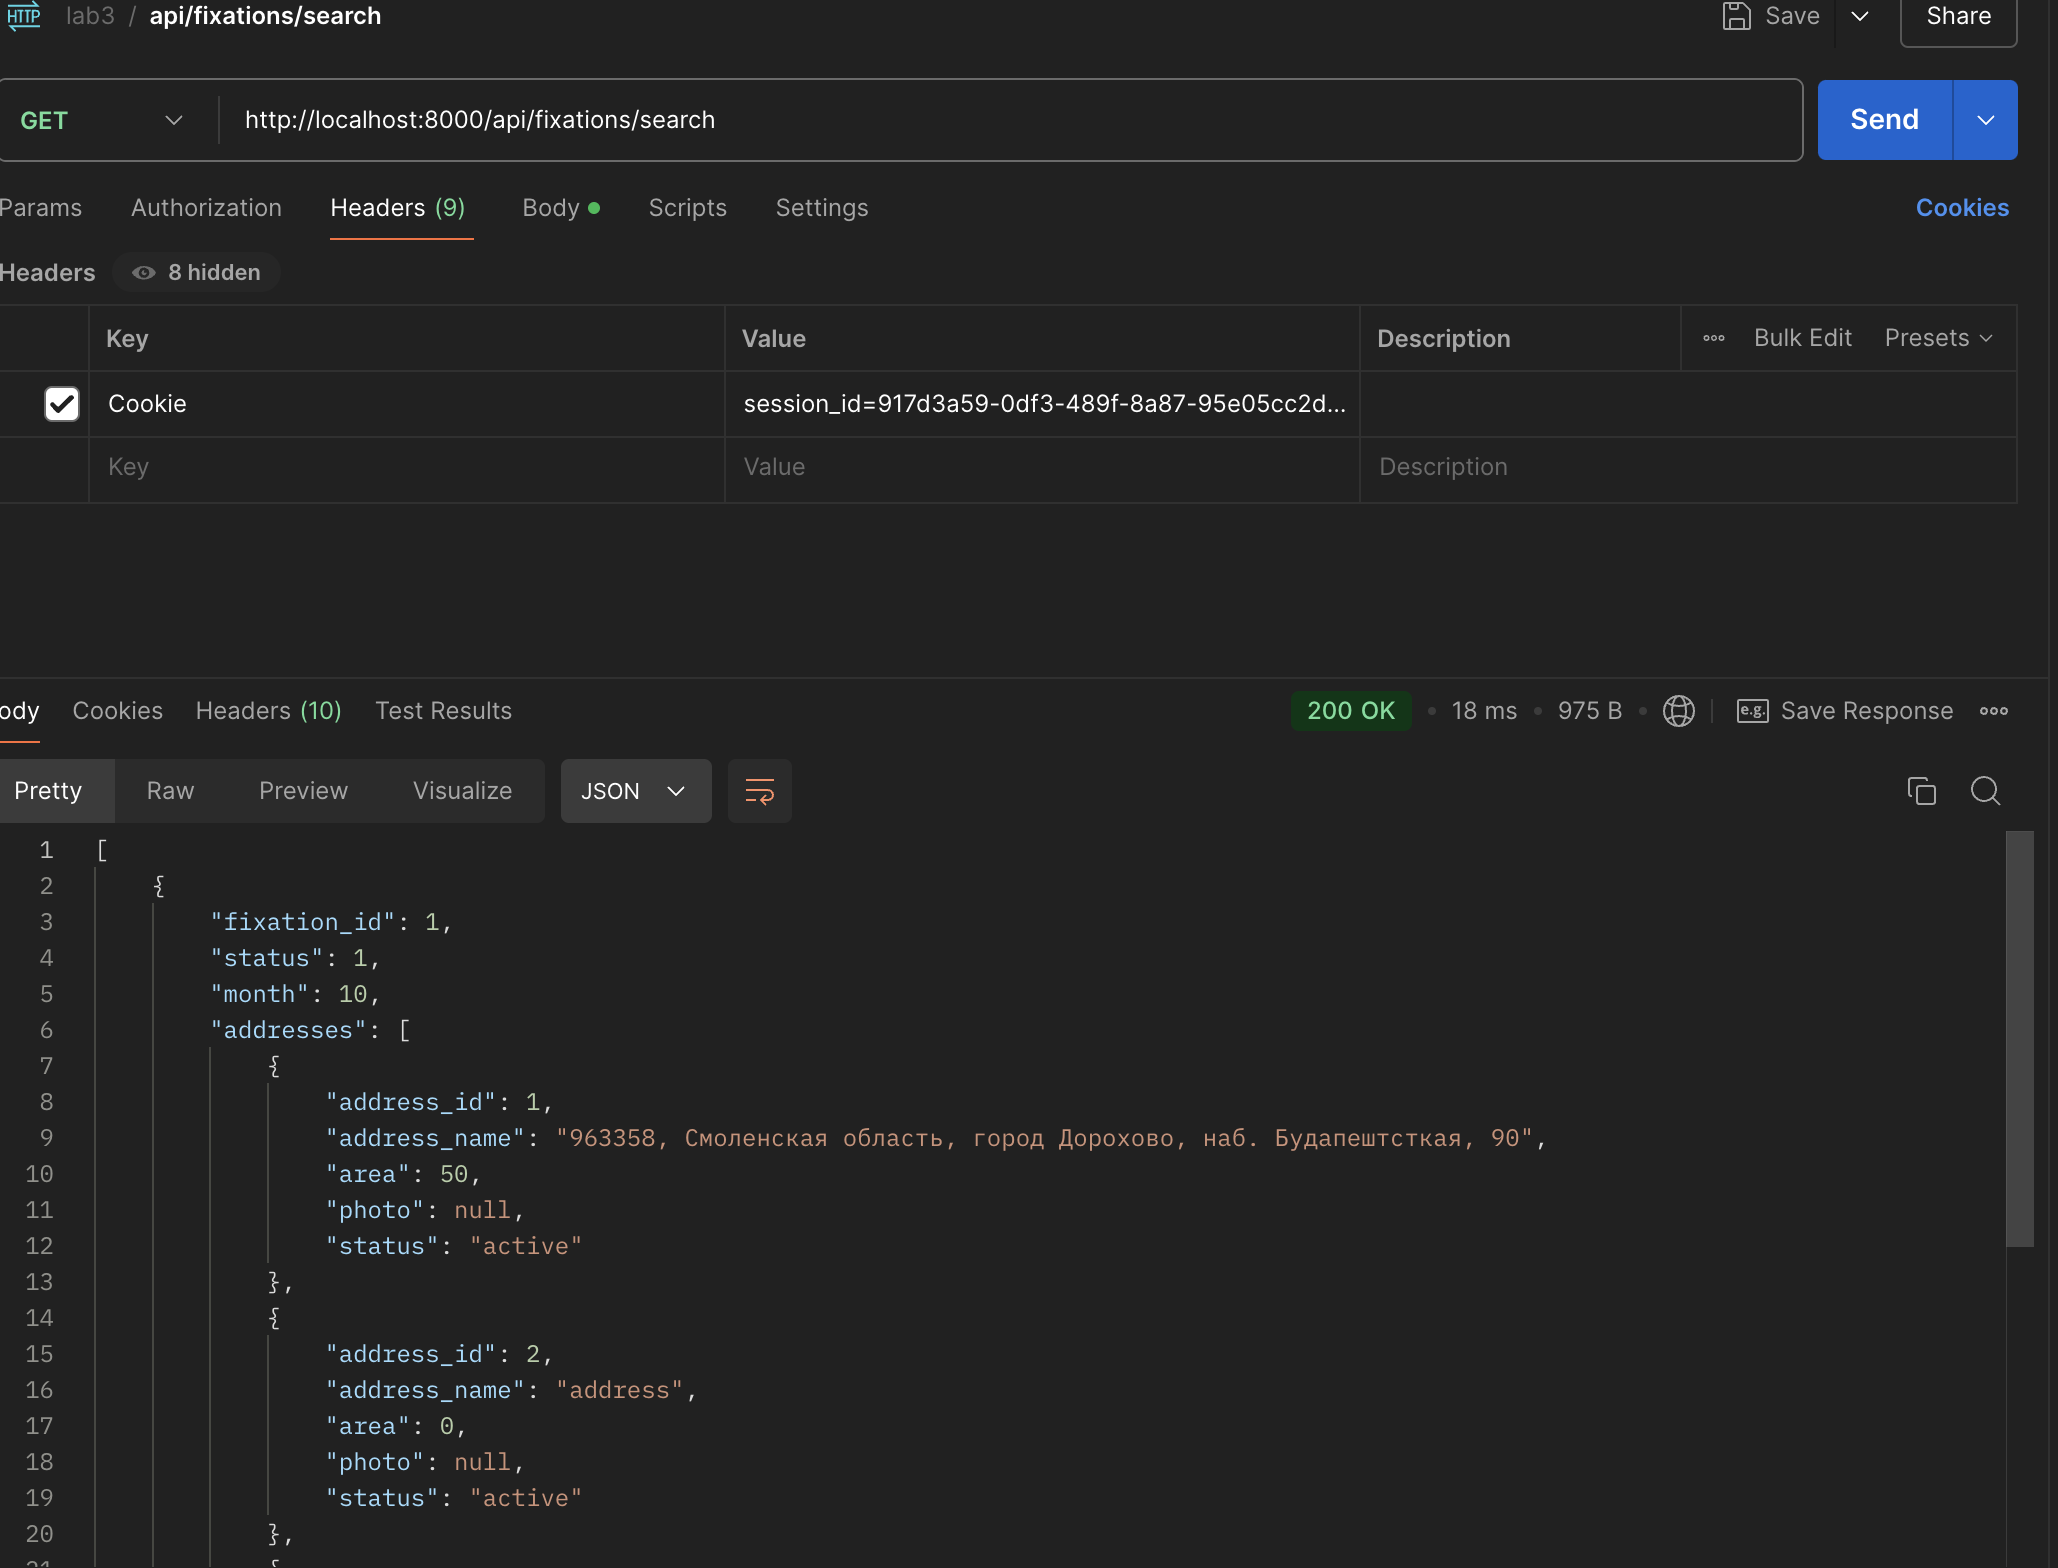 HTTP lab3 / api/fixations/search Save Share
GET http://localhost:8000/api/fixations/search Send
Params Authorization Headers (9) Body Scripts Settings Cookies
Headers 8 hidden
Key Value Description Bulk Edit Presets
Cookie session_id=917d3a59-0df3-489f-8a87-95e05cc2d...
Key Value Description
ody Cookies Headers (10) Test Results 200 OK • 18 ms • 975 B • e.g. Save Response
Pretty Raw Preview Visualize JSON
1 [
2 {
3 "fixation_id": 1,
4 "status": 1,
5 "month": 10,
6 "addresses": [
7 {
8 "address_id": 1,
9 "address_name": "963358, Смоленская область, город Дорохово, наб. Будапештсткая, 90",
10 "area": 50,
11 "photo": null,
12 "status": "active"
13 },
14 {
15 "address_id": 2,
16 "address_name": "address",
17 "area": 0,
18 "photo": null,
19 "status": "active"
20 },
21 {